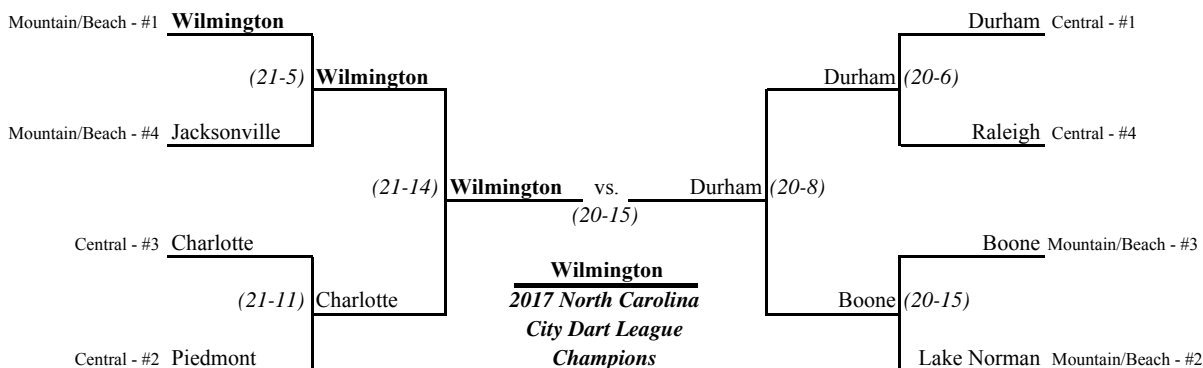 Mountain/Beach - #1 Wilmington Durham Central - #1
(21-5) Wilmington Durham (20-6)
Mountain/Beach - #4 Jacksonville Raleigh Central - #4
(21-14) Wilmington vs. Durham (20-8)
(20-15)
Central - #3 Charlotte Boone Mountain/Beach - #3
Wilmington
(21-11) Charlotte 2017 North Carolina Boone (20-15)
City Dart League
Central - #2 Piedmont Champions Lake Norman Mountain/Beach - #2